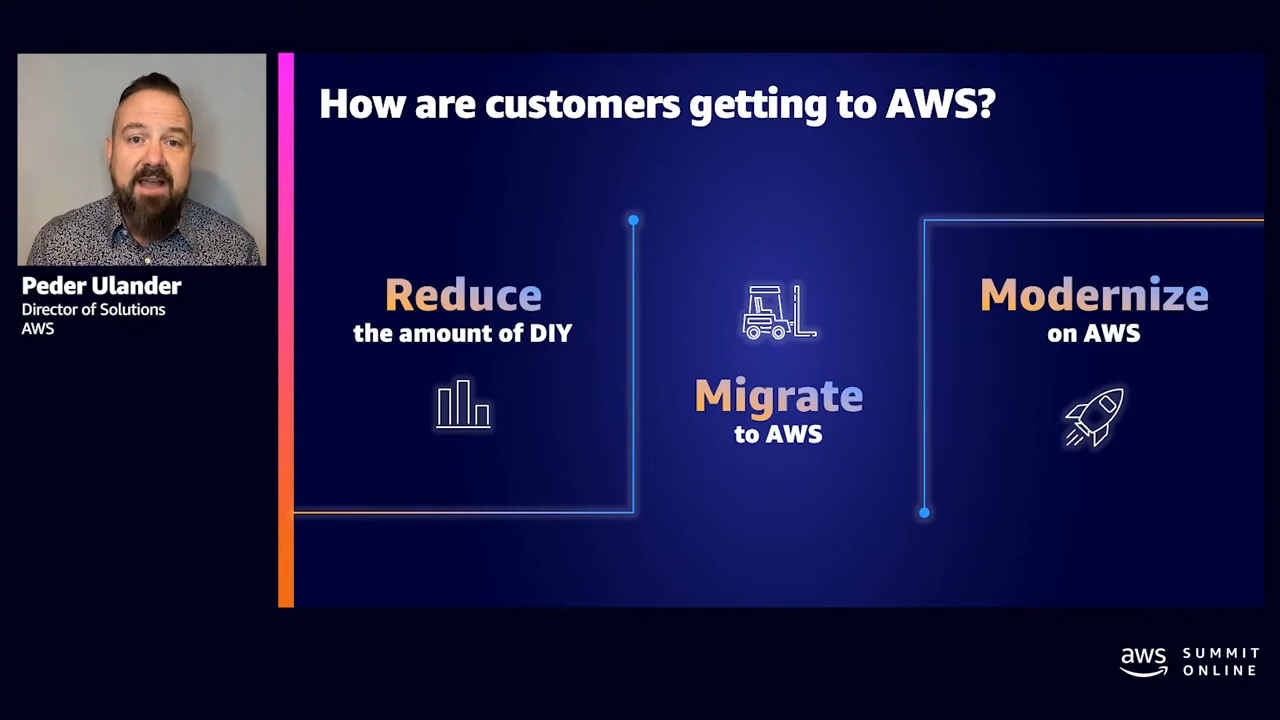 How are customers getting to AWS?
Peder Ulander
Director of Solutions
AWS
Reduce
the amount of DIY
Migrate
to AWS
Modernize
on AWS
aws
SUMMIT
ONLINE